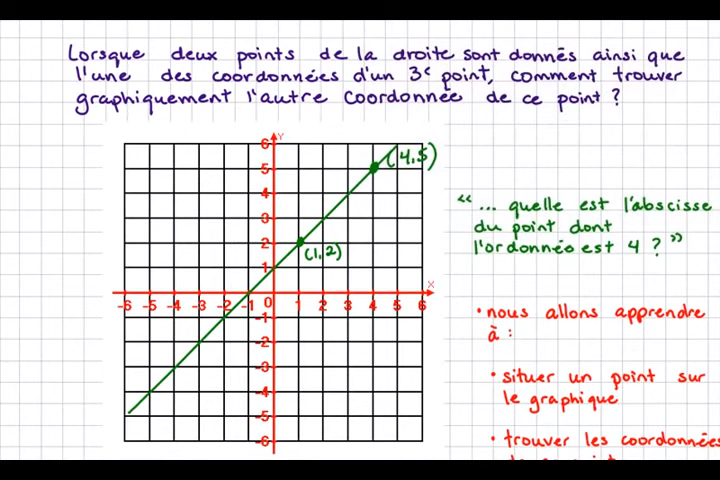 Lorsque deux points de la droite sont donnés ainsi que
l'une des coordonnées d'un 3e point, comment trouver
graphiquement l'autre coordonnée de ce point ?
Y
6
5
4
3
2
1
(4,5)
(1,2)
X
-6 -5 -4 -3 -2 -1 0 1 2 3 4 5 6
-1
-2
-3
-4
-5
-6
"... quelle est l'abscisse
du point dont
l'ordonnée est 4 ? "
• nous allons apprendre
à :
• situer un point sur
le graphique
• trouver les coordonnées